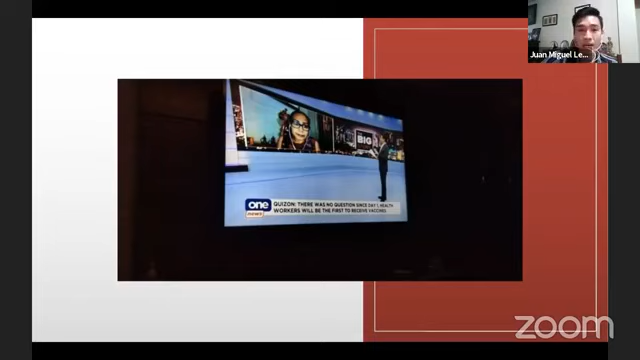 Juan Miguel Le...
BIG
one
news
QUIZON: THERE WAS NO QUESTION SINCE DAY 1, HEALTH
WORKERS WILL BE THE FIRST TO RECEIVE VACCINES
zoom